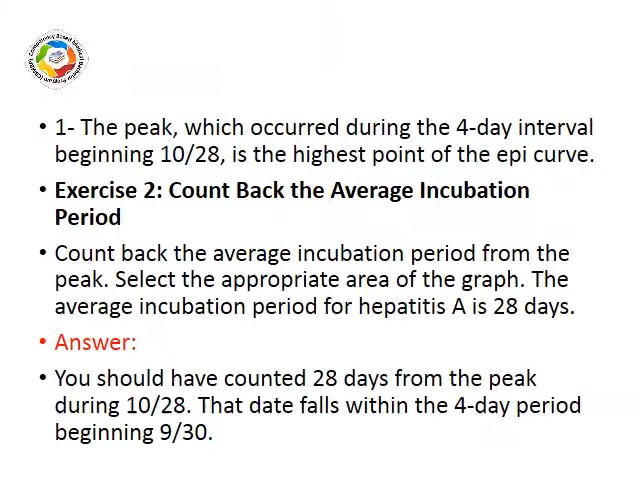 • 1- The peak, which occurred during the 4-day interval
beginning 10/28, is the highest point of the epi curve.
• Exercise 2: Count Back the Average Incubation
Period
• Count back the average incubation period from the
peak. Select the appropriate area of the graph. The
average incubation period for hepatitis A is 28 days.
• Answer:
• You should have counted 28 days from the peak
during 10/28. That date falls within the 4-day period
beginning 9/30.